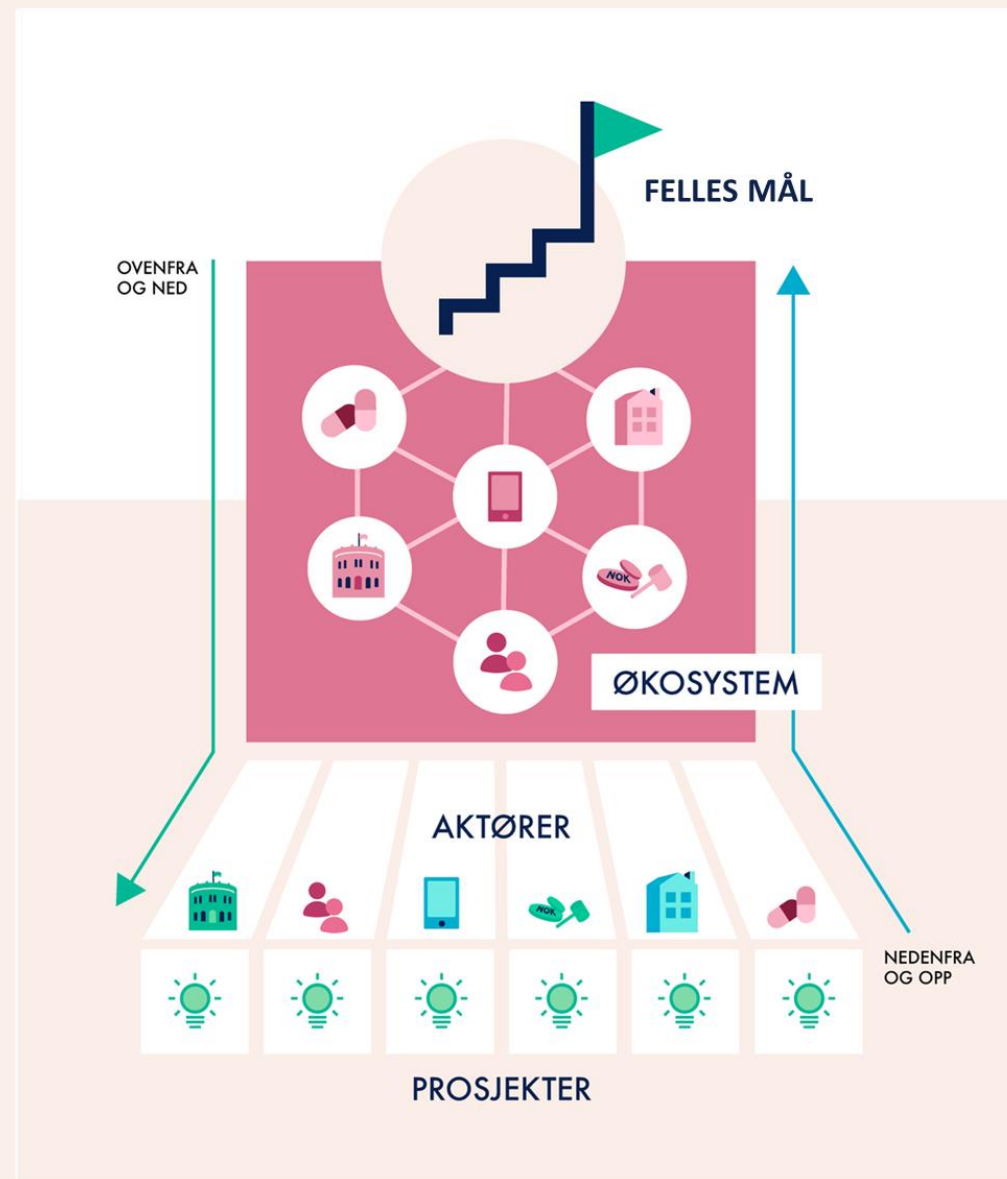 FELLES MÅL
OVENFRA
OG NED
NOK
ØKOSYSTEM
AKTØRER
NOK
NEDENFRA
OG OPP
PROSJEKTER